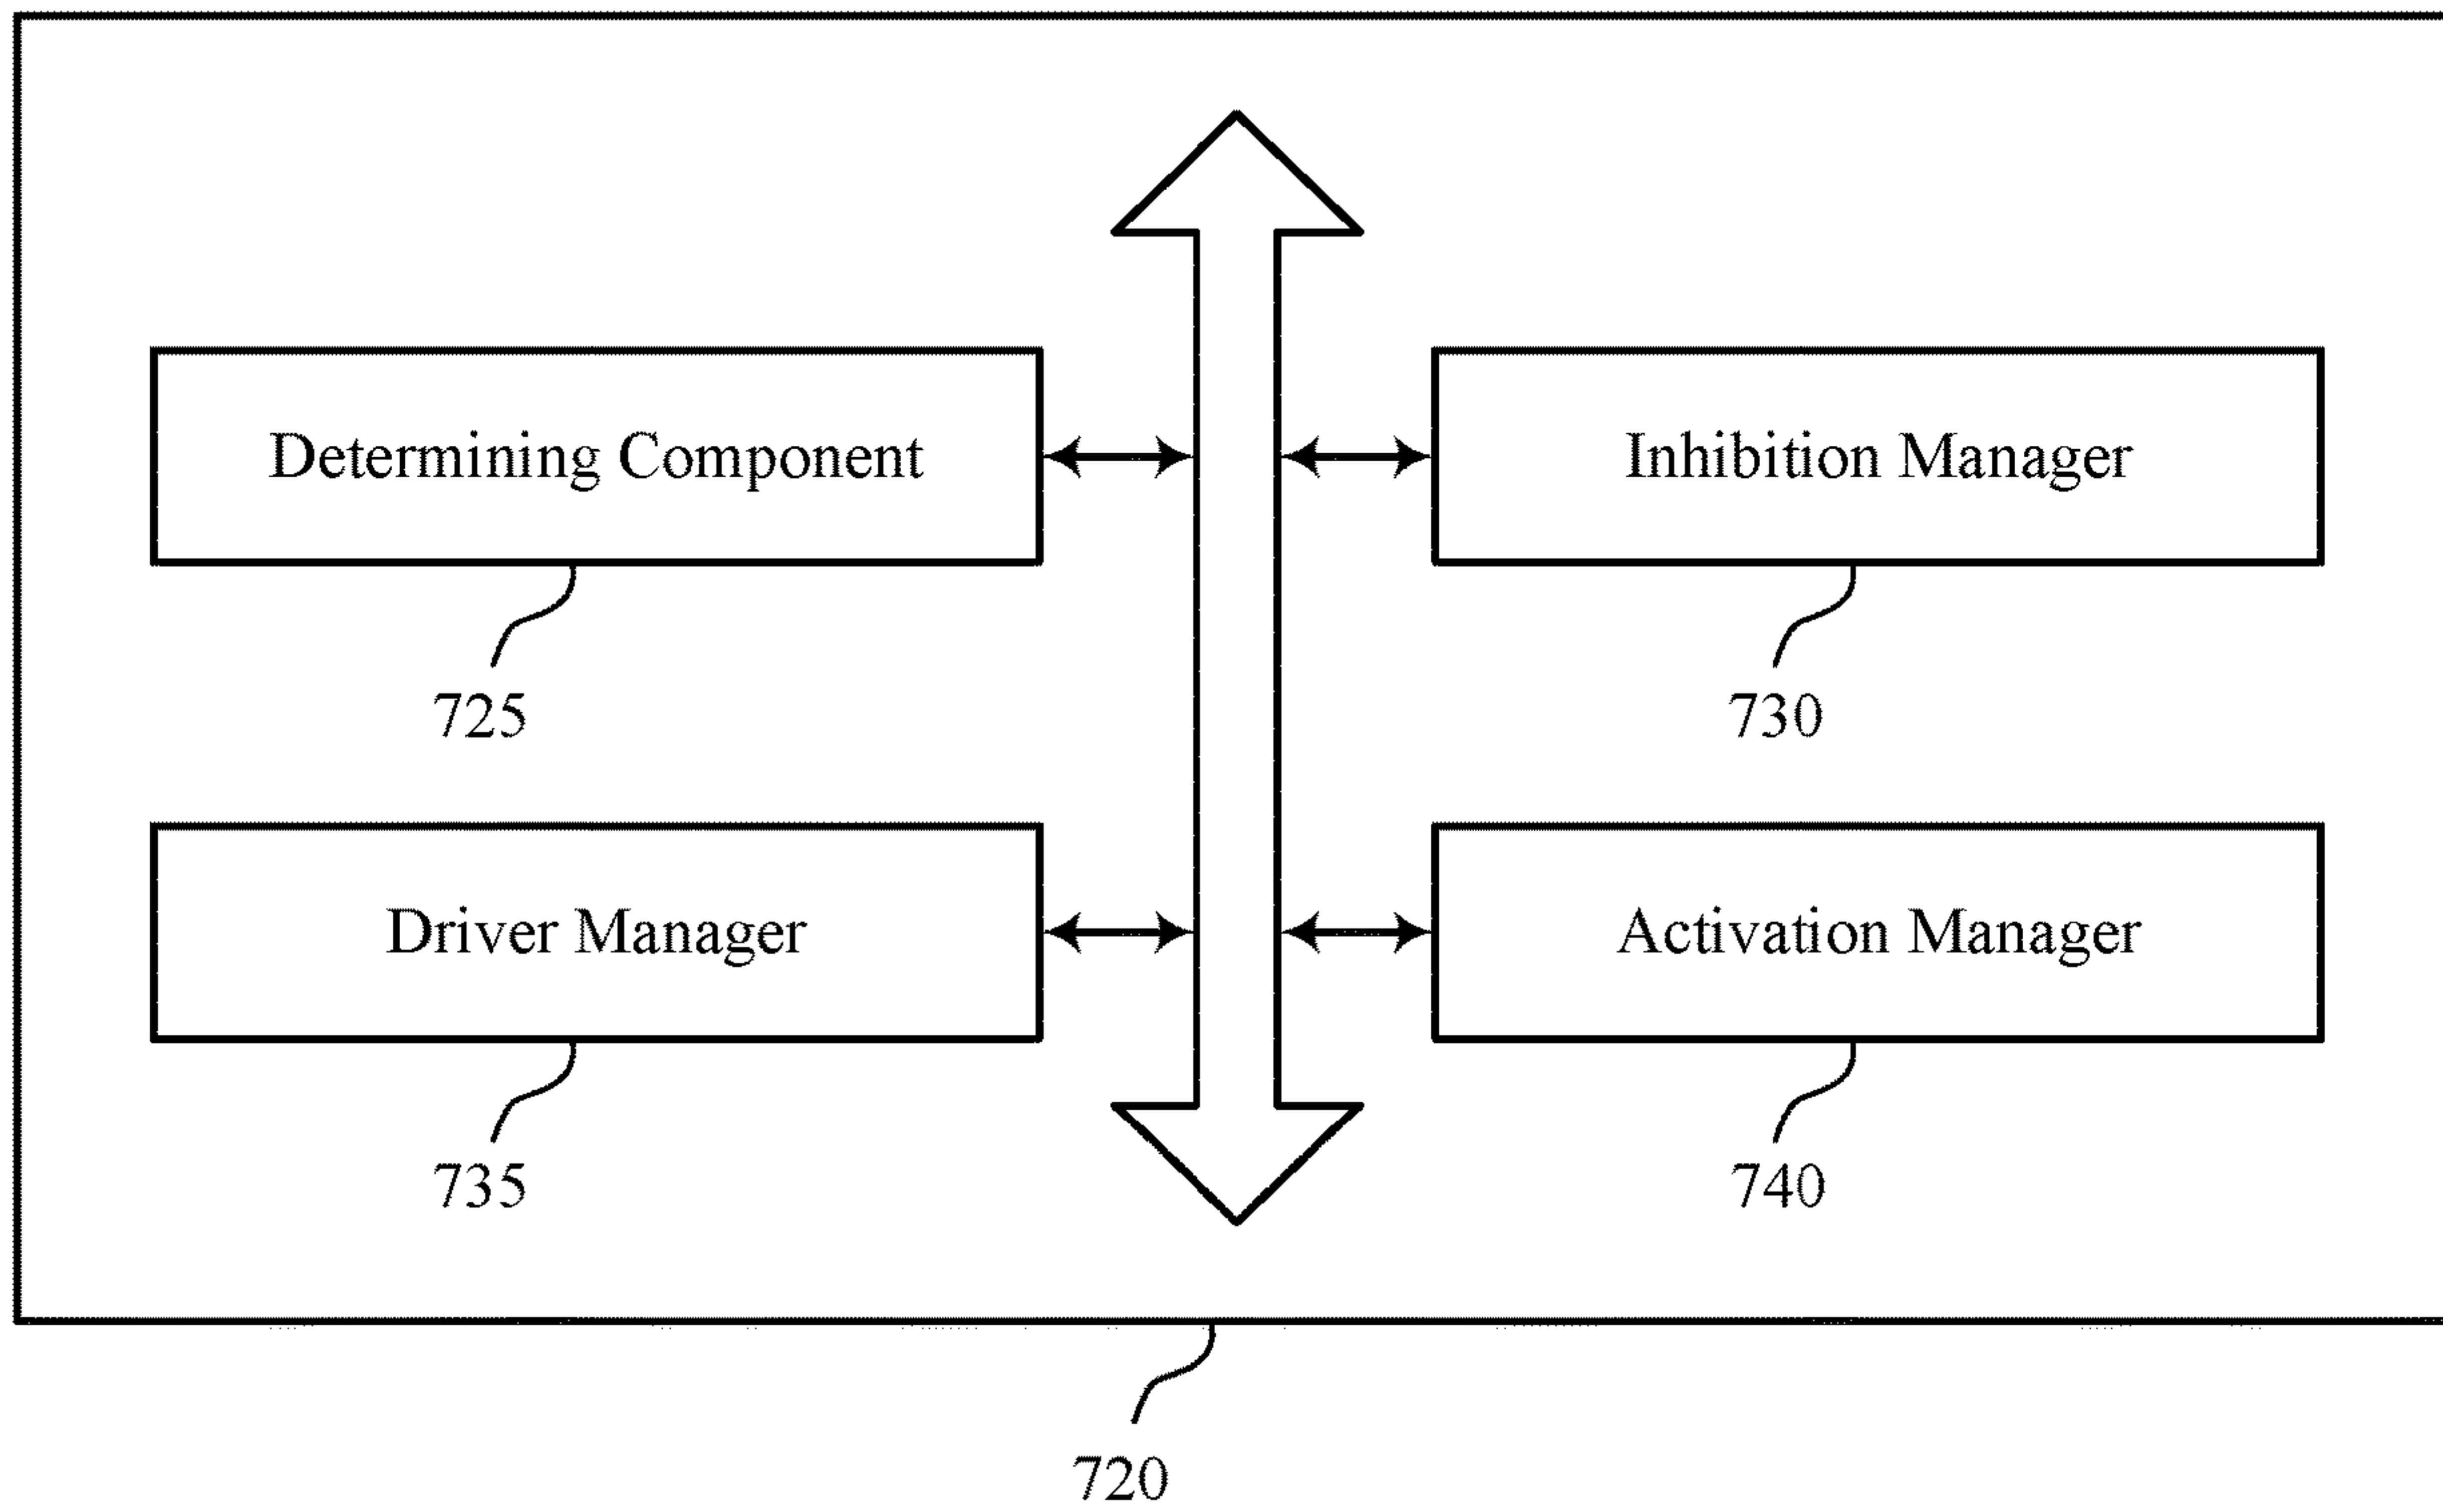 Determining Component
Inhibition Manager
725
730
Driver Manager
Activation Manager
735
740
720